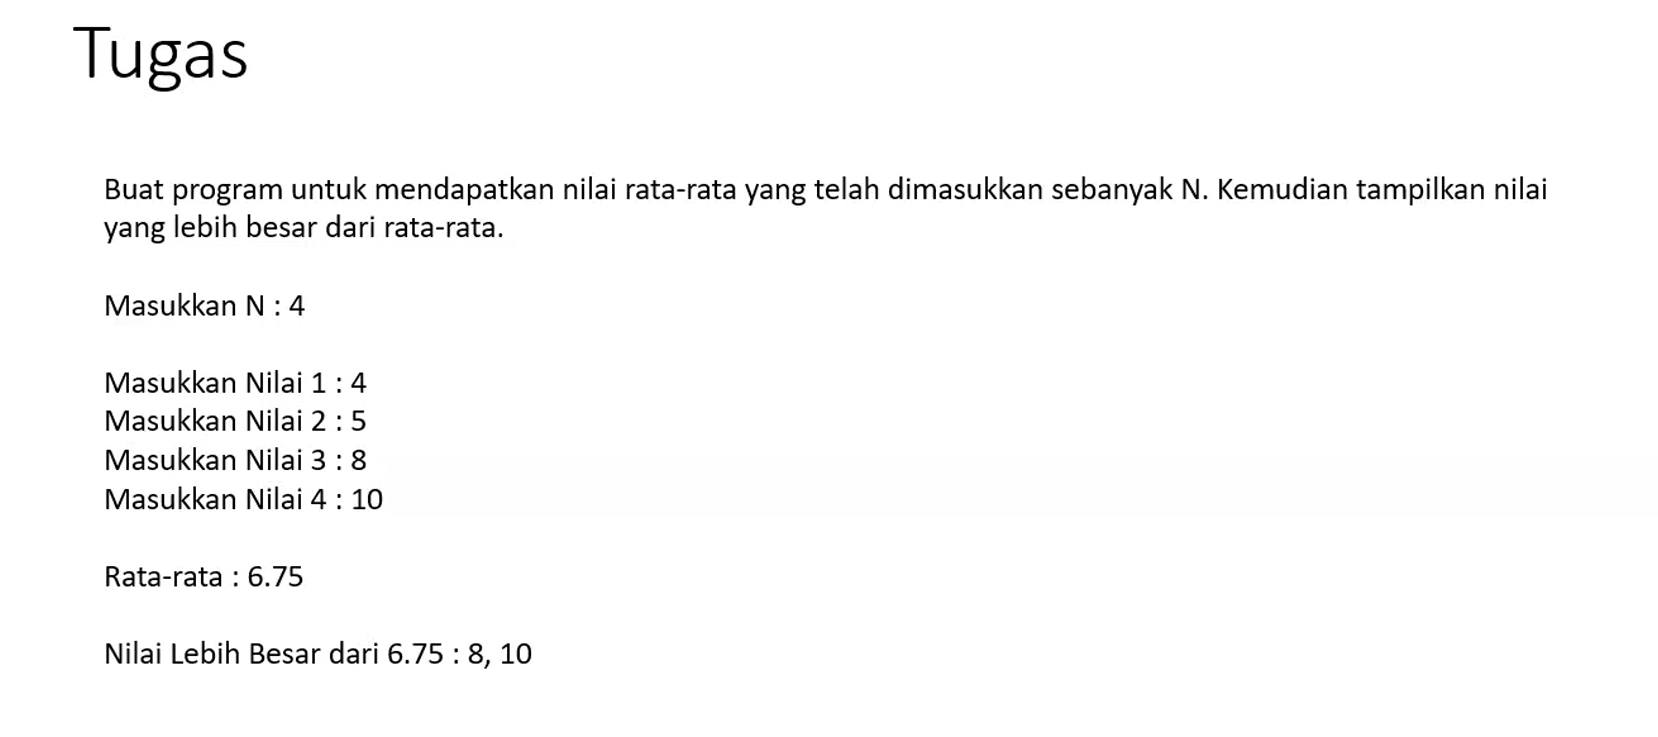 Tugas
Buat program untuk mendapatkan nilai rata-rata yang telah dimasukkan sebanyak N. Kemudian tampilkan nilai
yang lebih besar dari rata-rata.
Masukkan N : 4
Masukkan Nilai 1 : 4
Masukkan Nilai 2 : 5
Masukkan Nilai 3 : 8
Masukkan Nilai 4 : 10
Rata-rata : 6.75
Nilai Lebih Besar dari 6.75 : 8, 10